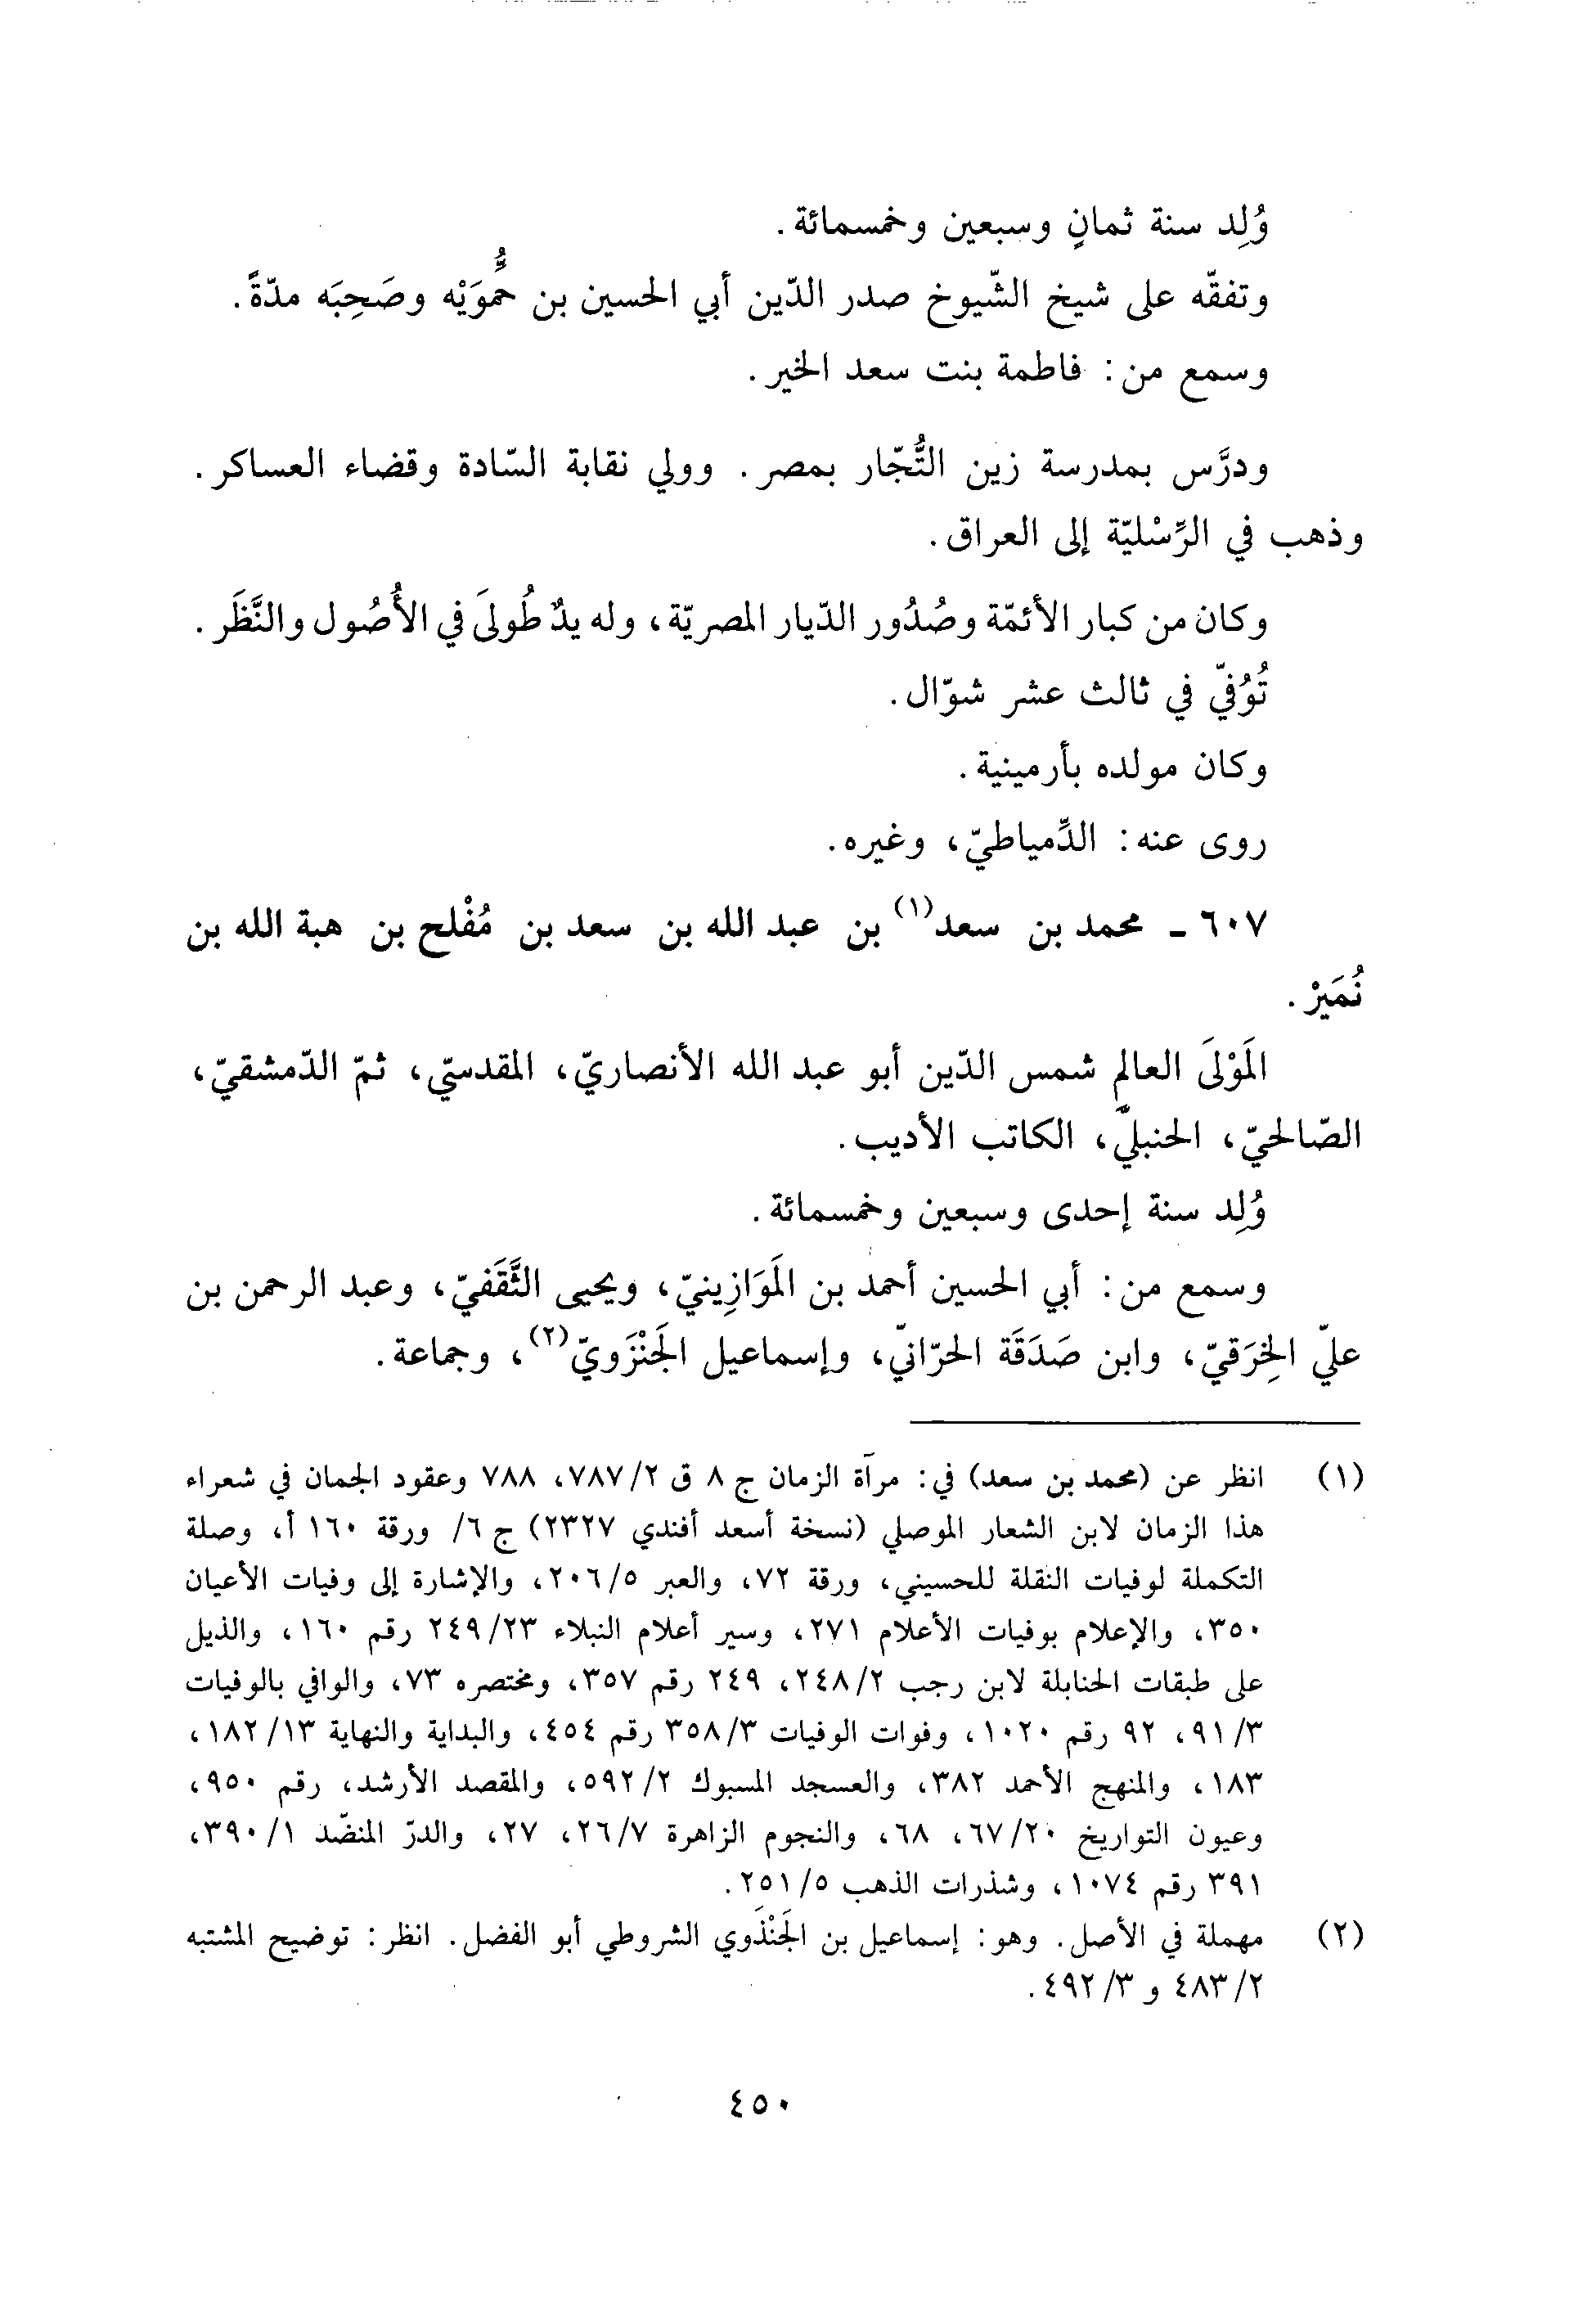 وُلِد سنة ثمانٍ وسبعين وخمسمائة.
وتفقّه على شيخ الشّيوخ صدر الدّين أبي الحسين بن حمُّوَيْه وصَحِبَه مدّةً.
وسمع من: فاطمة بنت سعد الخير.
ودرَّس بمدرسة زين التُّجّار بمصر. وولي نقابة السّادة وقضاء العساكر.
وذهب في الرِّسْليّة إلى العراق.
وكان من كبار الأئمّة وصُدُور الدّيار المصريّة، وله يدٌ طُولىَ في الأُصُول والنَّظَر.
تُوُفيّ في ثالث عشر شوّال.
وكان مولده بأرمينية.
روى عنه: الدِّمياطيّ، وغيره.
٦٠٧ - محمد بن سعد(١) بن عبد الله بن سعد بن مُفْلح بن هبة الله بن
نُمَيرْ.
المَوْلىَ العالم شمس الدّين أبو عبد الله الأنصاريّ، المقدسيّ، ثمّ الدّمشقيّ،
الصّالحيّ، الحنبليّ، الكاتب الأديب.
وُلِد سنة إحدى وسبعين وخمسمائة.
وسمع من: أبي الحسين أحمد بن المَوَازِينيّ، ويحيى الثَّقَفيّ، وعبد الرحمن بن
عليّ الخِرَقيّ، وابن صَدَقَة الحرّانيّ، وإسماعيل الجَنْزَويّ(٢)، وجماعة.
(١) انظر عن (محمد بن سعد) في: مرآة الزمان ج ٨ ق ٢/ ٧٨٧، ٧٨٨ وعقود الجمان في شعراء
هذا الزمان لابن الشعار الموصلي (نسخة أسعد أفندي ٢٣٢٧) ج ٦/ ورقة ١٦٠ أ، وصلة
التكملة لوفيات النقلة للحسيني، ورقة ٧٢، والعبر ٥/ ٢٠٦، والإشارة إلى وفيات الأعيان
٣٥٠، والإعلام بوفيات الأعلام ٢٧١، وسير أعلام النبلاء ٢٣/ ٢٤٩ رقم ١٦٠، والذيل
على طبقات الحنابلة لابن رجب ٢/ ٢٤٨، ٢٤٩ رقم ٣٥٧، ومختصره ٧٣، والوافي بالوفيات
٣/ ٩١، ٩٢ رقم ١٠٢٠، وفوات الوفيات ٣/ ٣٥٨ رقم ٤٥٤، والبداية والنهاية ١٣/ ١٨٢،
١٨٣، والمنهج الأحمد ٣٨٢، والعسجد المسبوك ٢/ ٥٩٢، والمقصد الأرشد، رقم ٩٥٠،
وعيون التواريخ ٢٠/ ٦٧، ٦٨، والنجوم الزاهرة ٧/ ٢٦، ٢٧، والدرّ المنضّد ١/ ٣٩٠،
٣٩١ رقم ١٠٧٤، وشذرات الذهب ٥/ ٢٥١.
(٢) مهملة في الأصل. وهو: إسماعيل بن الجَنْذَوي الشروطي أبو الفضل. انظر: توضيح المشتبه
٢/ ٤٨٣ و ٣/ ٤٩٢.
٤٥٠